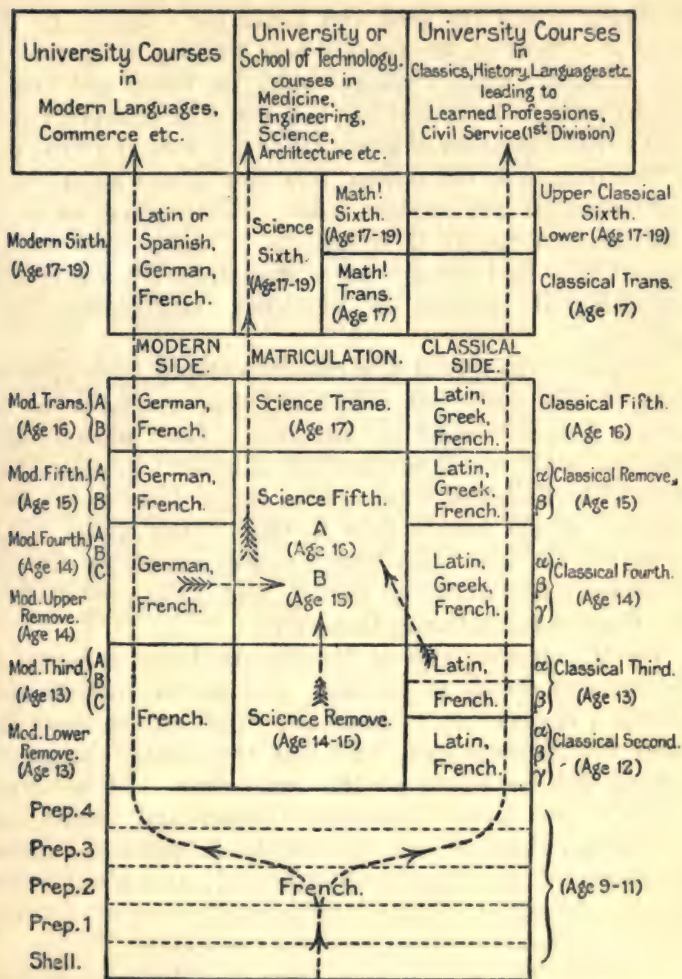 University Courses
in
Modern Languages,
Commerce etc.
University or
School of Technology.
courses in
Medicine,
Engineering,
Science,
Architecture etc.
University Courses
in
Classics, History, Languages etc.
leading to
Learned Professions,
Civil Service (1st Division)
Modern Sixth.
(Age 17-19)
Latin or
Spanish,
German,
French.
Science
Sixth.
(Age 17-19)
Math!
Sixth.
(Age 17-19)
Math!
Trans.
(Age 17)
Upper Classical
Sixth.
Lower (Age 17-19)
Classical Trans.
(Age 17)
MODERN
SIDE.
MATRICULATION.
CLASSICAL
SIDE.
Mod. Trans. { A
(Age 16) { B
German,
French.
Science Trans.
(Age 17)
Latin,
Greek,
French.
Classical Fifth.
(Age 16)
Mod. Fifth. { A
(Age 15) { B
German,
French.
Science Fifth.
A
(Age 16)
B
(Age 15)
Latin,
Greek,
French.
α } Classical Remove.
β } (Age 15)
Mod. Fourth. { A
(Age 14) { B
C
Mod. Upper
Remove.
(Age 14)
German,
French.
Latin,
Greek,
French.
α
β } Classical Fourth.
γ } (Age 14)
Mod. Third. { A
(Age 13) { B
C
Mod. Lower
Remove.
(Age 13)
French.
Science Remove.
(Age 14-15)
Latin,
French.
α } Classical Third.
β } (Age 13)
Latin,
French.
α
β } Classical Second.
γ } (Age 12)
Prep. 4
Prep. 3
Prep. 2
Prep. 1
Shell.
French.
(Age 9-11)